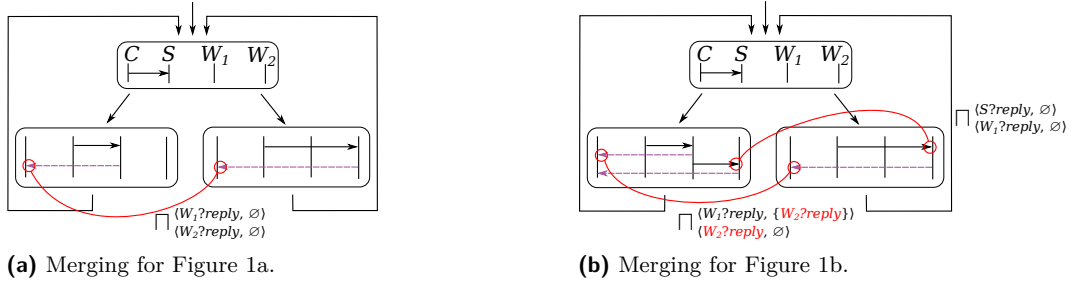 C S W₁ W₂
⊓ ⟨W₁?reply, ∅⟩
⟨W₂?reply, ∅⟩
(a) Merging for Figure 1a.
C S W₁ W₂
⊓ ⟨S?reply, ∅⟩
⟨W₁?reply, ∅⟩
⊓ ⟨W₁?reply, {W₂?reply}⟩
⟨W₂?reply, ∅⟩
(b) Merging for Figure 1b.